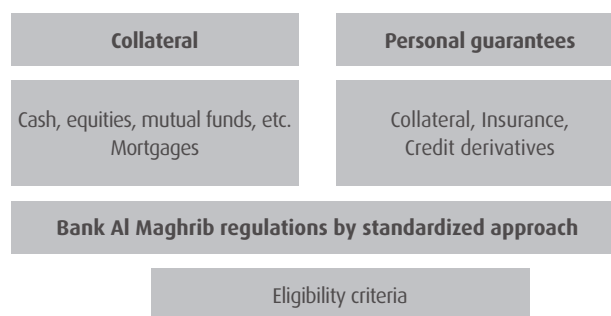 Collateral
Personal guarantees
Cash, equities, mutual funds, etc.
Mortgages
Collateral, Insurance,
Credit derivatives
Bank Al Maghrib regulations by standardized approach
Eligibility criteria